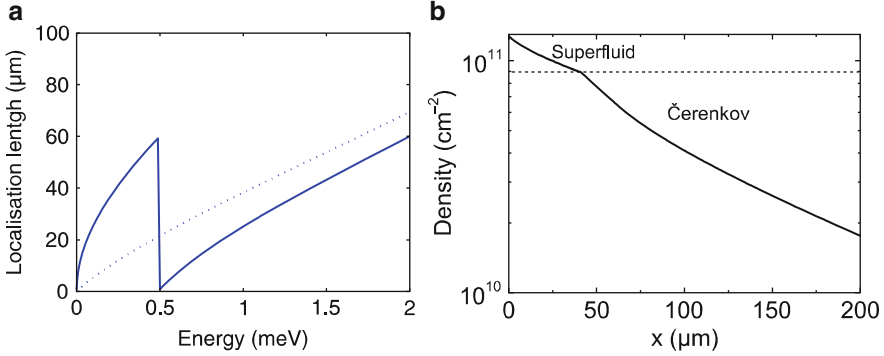 a
100
80
60
40
20
0
Localisation lentgh (µm)
0 0.5 1 1.5 2
Energy (meV)
b
10¹¹
10¹⁰
Density (cm⁻²)
Superfluid
Čerenkov
0 50 100 150 200
x (µm)